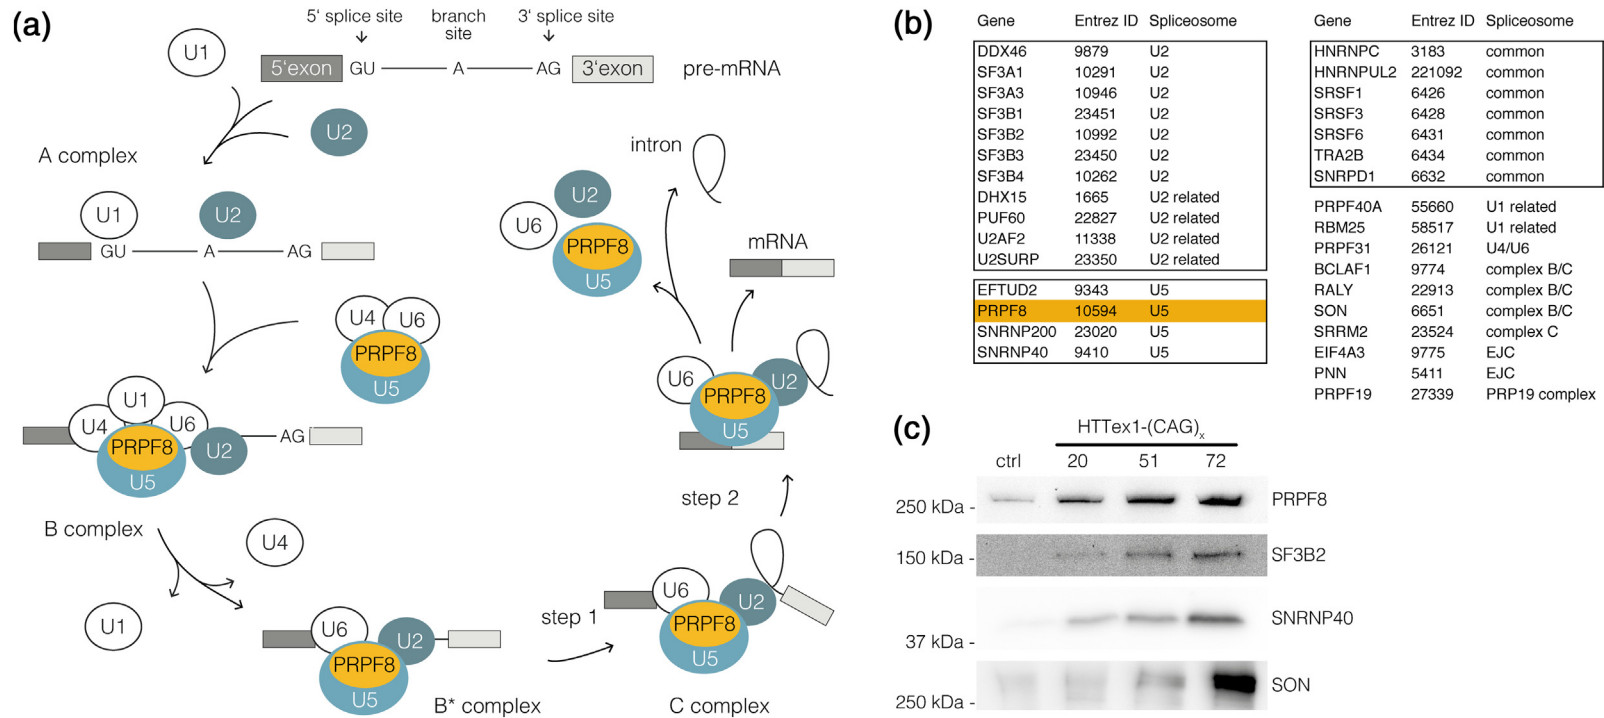 (a)
5' splice site
branch
site
3' splice site
U1
5'exon
GU
A
AG
3'exon
pre-mRNA
U2
A complex
U1
U2
GU
A
AG
U4
U6
PRPF8
U5
U1
U4
U6
PRPF8
U5
U2
AG
B complex
U4
U1
U6
PRPF8
U5
U2
B* complex
step 1
U6
PRPF8
U5
U2
C complex
step 2
U6
PRPF8
U5
U2
mRNA
intron
U2
U6
PRPF8
U5
(b)
Gene Entrez ID Spliceosome
DDX46 9879 U2
SF3A1 10291 U2
SF3A3 10946 U2
SF3B1 23451 U2
SF3B2 10992 U2
SF3B3 23450 U2
SF3B4 10262 U2
DHX15 1665 U2 related
PUF60 22827 U2 related
U2AF2 11338 U2 related
U2SURP 23350 U2 related
EFTUD2 9343 U5
PRPF8 10594 U5
SNRNP200 23020 U5
SNRNP40 9410 U5
Gene Entrez ID Spliceosome
HNRNPC 3183 common
HNRNPUL2 221092 common
SRSF1 6426 common
SRSF3 6428 common
SRSF6 6431 common
TRA2B 6434 common
SNRPD1 6632 common
PRPF40A 55660 U1 related
RBM25 58517 U1 related
PRPF31 26121 U4/U6
BCLAF1 9774 complex B/C
RALY 22913 complex B/C
SON 6651 complex B/C
SRRM2 23524 complex C
EIF4A3 9775 EJC
PNN 5411 EJC
PRPF19 27339 PRP19 complex
(c)
HTTex1-(CAG)x
ctrl 20 51 72
250 kDa - PRPF8
150 kDa - SF3B2
SNRNP40
37 kDa -
SON
250 kDa -